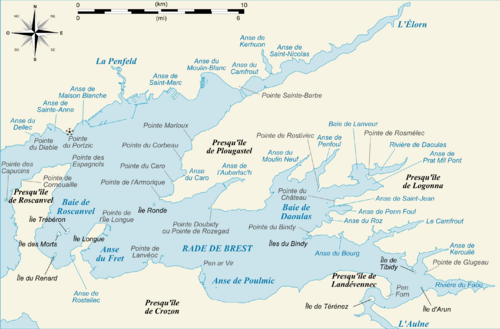 (km)
0
10
0
6
(mi)
N
Anse de
Kerhuon
Anse de
Saint-Nicolas
L'Élorn
Anse du
Moulin-Blanc
Anse du
Camfrout
La Penfeld
Anse de
Saint-Marc
Anse de
Maison Blanche
Anse de
Sainte-Anne
Anse du
Dellec
Pointe Sainte-Barbe
Pointe
du Diable
Pointe
du Portzic
Pointe Marloux
Pointe du Corbeau
Pointe
des Capucins
Pointe des
Espagnols
Pointe de
Cornouaille
Pointe du Caro
Pointe de l'Armorique
Presqu'île
de Plougastel
Anse
du Caro
Anse de
l'Auberlac'h
Pointe de Rostiviec
Anse du
Moulin Neuf
Anse de
Penfoul
Baie de Lanveur
Pointe de Rosmélec
Rivière de Daoulas
Anse de
Prat Mil Pont
Presqu'île
de Logonna
Presqu'île
de Roscanvel
Baie de
Roscanvel
Île Trébéron
Île des Morts
Île du Renard
Île Longue
Île Ronde
Pointe de
l'Île Longue
Anse
du Fret
Anse de
Rostellec
Pointe de
Lanvéoc
Pointe Doubidy
ou Pointe de Rozegad
RADE DE BREST
Pen ar Vir
Anse de Poulmic
Presqu'île
de Crozon
Pointe du
Château
Baie de
Daoulas
Anse de Saint-Jean
Anse de Penn Foul
Anse du Roz
Le Camfrout
Pointe du Bindy
Îles du Bindy
Anse du Bourg
Presqu'île de
Landévennec
Île de
Tibidy
Anse de
Kerculle
Pointe de Glugeau
Rivière du Faou
Pen
Forn
Île d'Arun
Île de Térénez
L'Aulne